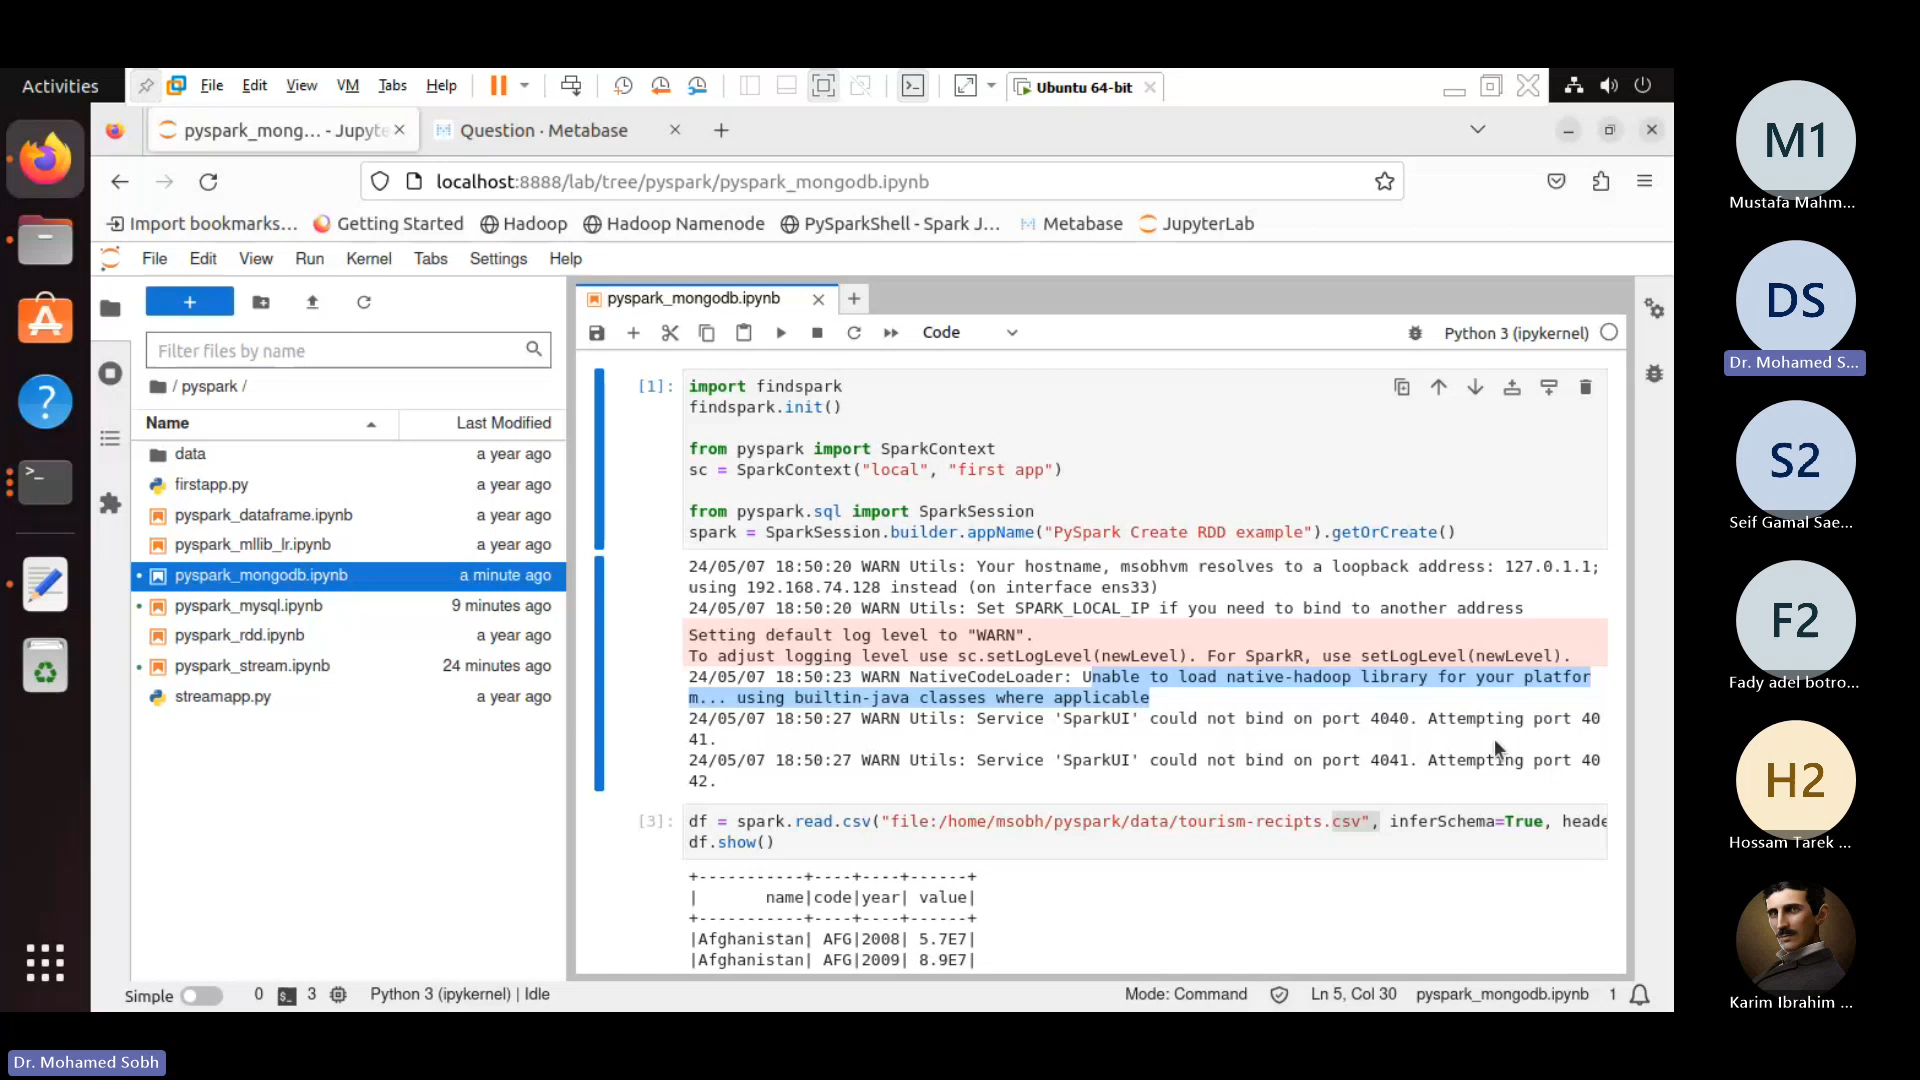 Activities
File Edit View VM Tabs Help
Ubuntu 64-bit
pyspark_mong... - Jupyte
Question · Metabase
localhost:8888/lab/tree/pyspark/pyspark_mongodb.ipynb
Import bookmarks... Getting Started Hadoop Hadoop Namenode PySparkShell - Spark J... Metabase JupyterLab
File Edit View Run Kernel Tabs Settings Help
Filter files by name
/ pyspark /
Name Last Modified
data a year ago
firstapp.py a year ago
pyspark_dataframe.ipynb a year ago
pyspark_mllib_lr.ipynb a year ago
pyspark_mongodb.ipynb a minute ago
pyspark_mysql.ipynb 9 minutes ago
pyspark_rdd.ipynb a year ago
pyspark_stream.ipynb 24 minutes ago
streamapp.py a year ago
pyspark_mongodb.ipynb
Code
Python 3 (ipykernel)
[1]: import findspark
findspark.init()
from pyspark import SparkContext
sc = SparkContext("local", "first app")
from pyspark.sql import SparkSession
spark = SparkSession.builder.appName("PySpark Create RDD example").getOrCreate()
24/05/07 18:50:20 WARN Utils: Your hostname, msobhvm resolves to a loopback address: 127.0.1.1;
using 192.168.74.128 instead (on interface ens33)
24/05/07 18:50:20 WARN Utils: Set SPARK_LOCAL_IP if you need to bind to another address
Setting default log level to "WARN".
To adjust logging level use sc.setLogLevel(newLevel). For SparkR, use setLogLevel(newLevel).
24/05/07 18:50:23 WARN NativeCodeLoader: Unable to load native-hadoop library for your platfor
m... using builtin-java classes where applicable
24/05/07 18:50:27 WARN Utils: Service 'SparkUI' could not bind on port 4040. Attempting port 40
41.
24/05/07 18:50:27 WARN Utils: Service 'SparkUI' could not bind on port 4041. Attempting port 40
42.
[3]: df = spark.read.csv("file:/home/msobh/pyspark/data/tourism-recipts.csv", inferSchema=True, heade
df.show()
+-----------+----+----+------+
|       name|code|year| value|
+-----------+----+----+------+
|Afghanistan| AFG|2008| 5.7E7|
|Afghanistan| AFG|2009| 8.9E7|
Simple 0 3 Python 3 (ipykernel) | Idle
Mode: Command Ln 5, Col 30 pyspark_mongodb.ipynb 1
M1
Mustafa Mahm...
DS
Dr. Mohamed S...
S2
Seif Gamal Sae...
F2
Fady adel botro...
H2
Hossam Tarek ...
Karim Ibrahim ...
Dr. Mohamed Sobh